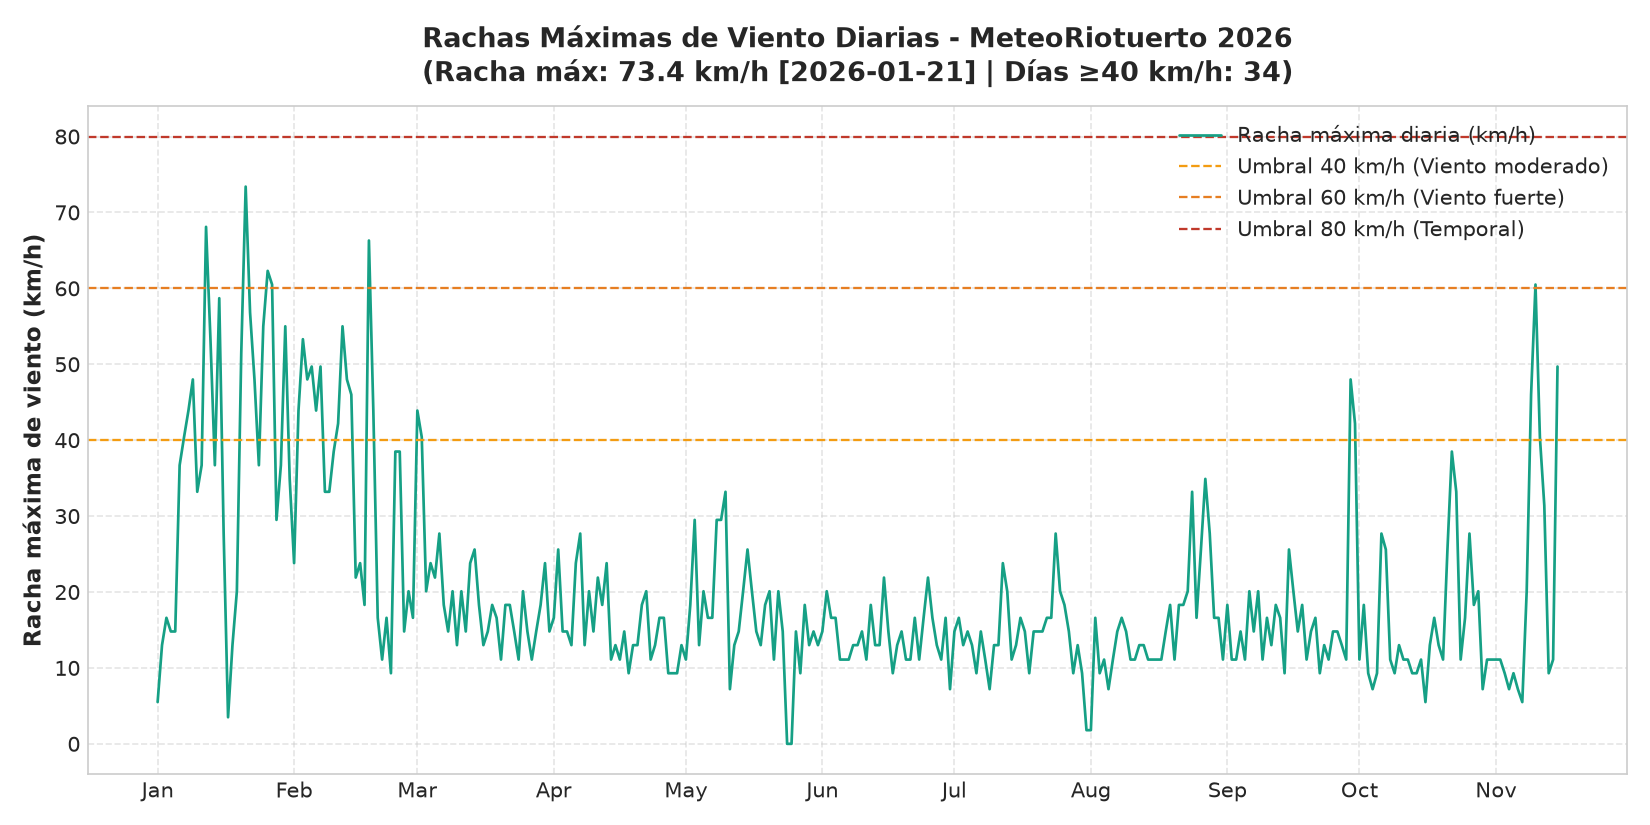 Rachas Máximas de Viento Diarias - MeteoRiotuerto 2026
(Racha máx: 73.4 km/h [2026-01-21] | Días ≥40 km/h: 34)
Racha máxima de viento (km/h)
80
70
60
50
40
30
20
10
0
Racha máxima diaria (km/h)
Umbral 40 km/h (Viento moderado)
Umbral 60 km/h (Viento fuerte)
Umbral 80 km/h (Temporal)
Jan Feb Mar Apr May Jun Jul Aug Sep Oct Nov